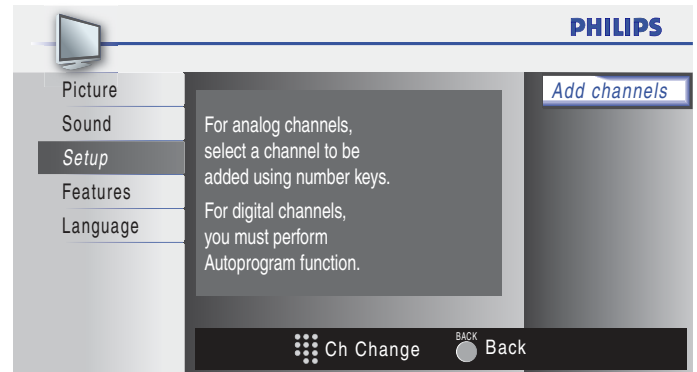 PHILIPS
Picture
Sound
Setup
Features
Language
For analog channels,
select a channel to be
added using number keys.
For digital channels,
you must perform
Autoprogram function.
Add channels
Ch Change
BACK
Back